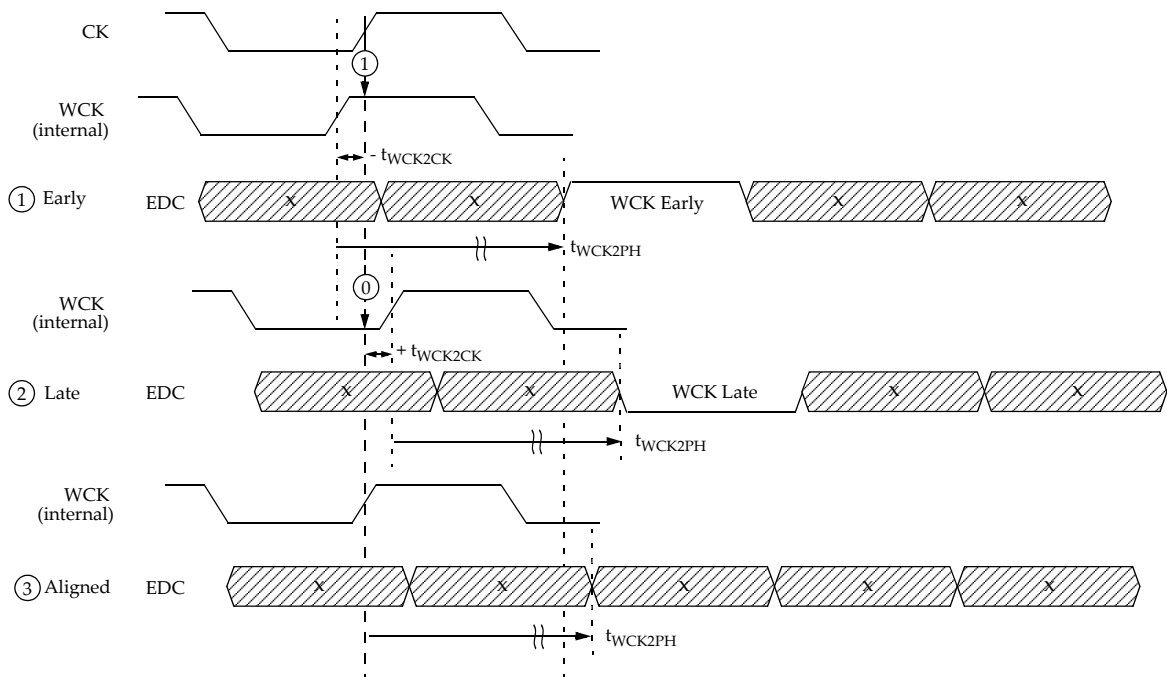 CK
1
WCK
(internal)
- tWCK2CK
1 Early
EDC
X
X
WCK Early
X
X
tWCK2PH
0
WCK
(internal)
+ tWCK2CK
2 Late
EDC
X
X
WCK Late
X
X
tWCK2PH
WCK
(internal)
3 Aligned
EDC
X
X
X
X
X
tWCK2PH